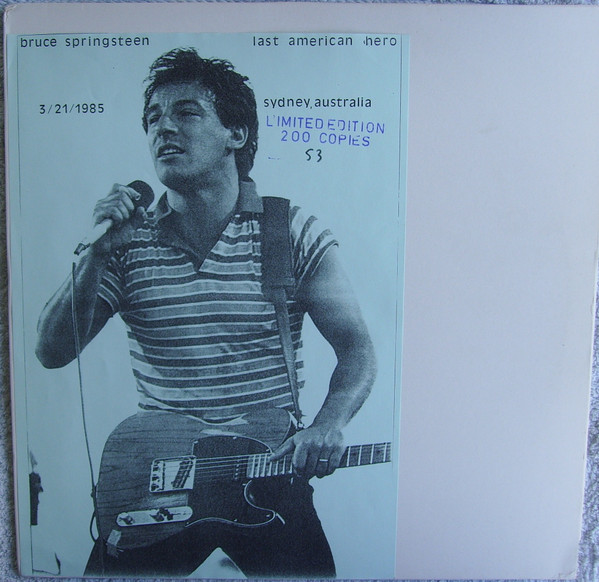 bruce springsteen
last american hero
3/21/1985
sydney, australia
LIMITED EDITION
200 COPIES
53